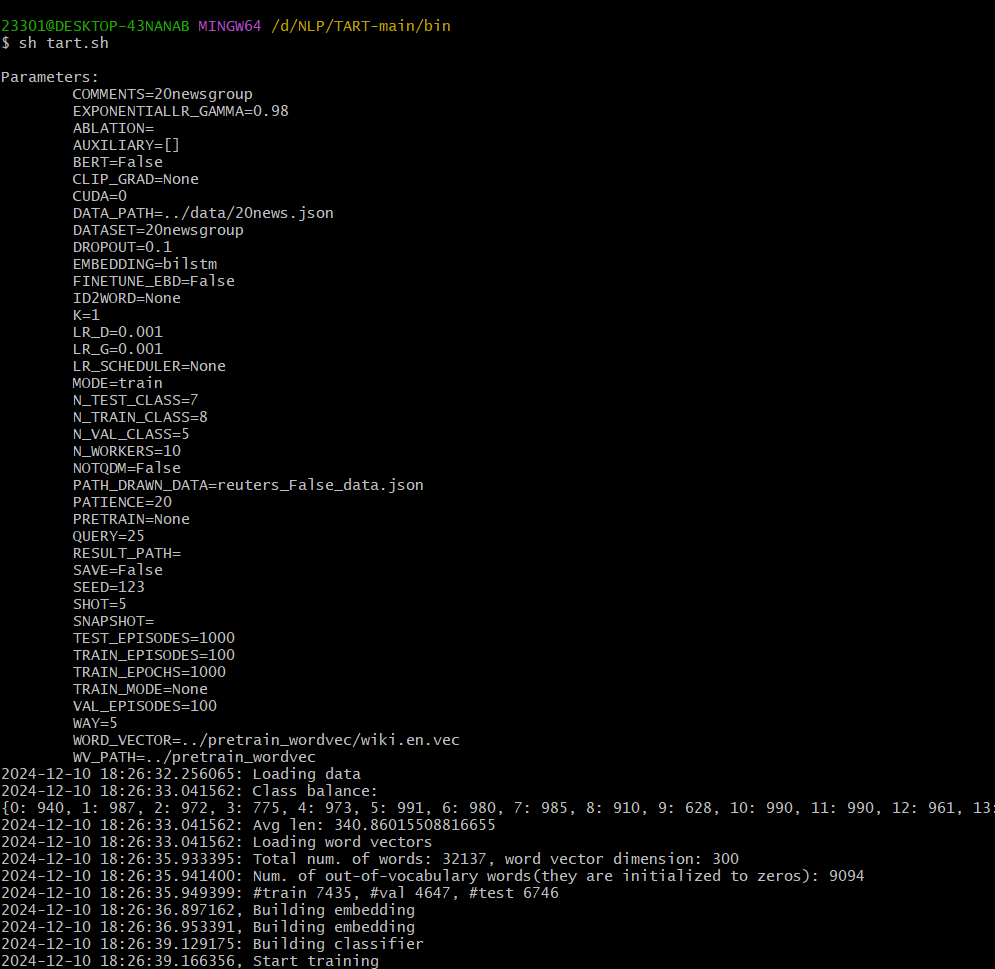 23301@DESKTOP-43NANAB MINGW64 /d/NLP/TART-main/bin
$ sh tart.sh
Parameters:
COMMENTS=20newsgroup
EXPONENTIALLR_GAMMA=0.98
ABLATION=
AUXILIARY=[]
BERT=False
CLIP_GRAD=None
CUDA=0
DATA_PATH=../data/20news.json
DATASET=20newsgroup
DROPOUT=0.1
EMBEDDING=bilstm
FINETUNE_EBD=False
ID2WORD=None
K=1
LR_D=0.001
LR_G=0.001
LR_SCHEDULER=None
MODE=train
N_TEST_CLASS=7
N_TRAIN_CLASS=8
N_VAL_CLASS=5
N_WORKERS=10
NOTQDM=False
PATH_DRAWN_DATA=reuters_False_data.json
PATIENCE=20
PRETRAIN=None
QUERY=25
RESULT_PATH=
SAVE=False
SEED=123
SHOT=5
SNAPSHOT=
TEST_EPISODES=1000
TRAIN_EPISODES=100
TRAIN_EPOCHS=1000
TRAIN_MODE=None
VAL_EPISODES=100
WAY=5
WORD_VECTOR=../pretrain_wordvec/wiki.en.vec
WV_PATH=../pretrain_wordvec
2024-12-10 18:26:32.256065: Loading data
2024-12-10 18:26:33.041562: Class balance:
{0: 940, 1: 987, 2: 972, 3: 775, 4: 973, 5: 991, 6: 980, 7: 985, 8: 910, 9: 628, 10: 990, 11: 990, 12: 961, 13:
2024-12-10 18:26:33.041562: Avg len: 340.86015508816655
2024-12-10 18:26:33.041562: Loading word vectors
2024-12-10 18:26:35.933395: Total num. of words: 32137, word vector dimension: 300
2024-12-10 18:26:35.941400: Num. of out-of-vocabulary words(they are initialized to zeros): 9094
2024-12-10 18:26:35.949399: #train 7435, #val 4647, #test 6746
2024-12-10 18:26:36.897162, Building embedding
2024-12-10 18:26:36.953391, Building embedding
2024-12-10 18:26:39.129175: Building classifier
2024-12-10 18:26:39.166356, Start training